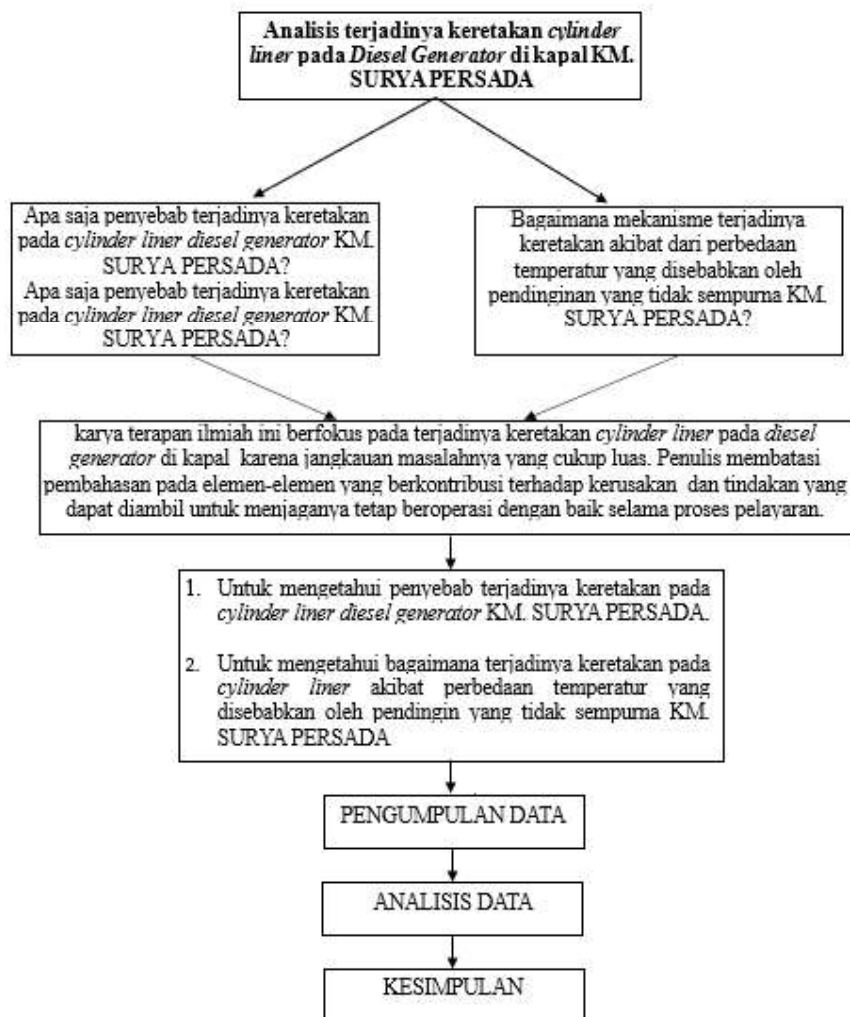 Analisis terjadinya keretakan cylinder
liner pada Diesel Generator di kapal KM.
SURYA PERSADA
Apa saja penyebab terjadinya keretakan
pada cylinder liner diesel generator KM.
SURYA PERSADA?
Apa saja penyebab terjadinya keretakan
pada cylinder liner diesel generator KM.
SURYA PERSADA?
Bagaimana mekanisme terjadinya
keretakan akibat dari perbedaan
temperatur yang disebabkan oleh
pendinginan yang tidak sempurna KM.
SURYA PERSADA?
karya terapan ilmiah ini berfokus pada terjadinya keretakan cylinder liner pada diesel
generator di kapal karena jangkauan masalahnya yang cukup luas. Penulis membatasi
pembahasan pada elemen-elemen yang berkontribusi terhadap kerusakan dan tindakan yang
dapat diambil untuk menjaganya tetap beroperasi dengan baik selama proses pelayaran.
1. Untuk mengetahui penyebab terjadinya keretakan pada
cylinder liner diesel generator KM. SURYA PERSADA.
2. Untuk mengetahui bagaimana terjadinya keretakan pada
cylinder liner akibat perbedaan temperatur yang
disebabkan oleh pendingin yang tidak sempurna KM.
SURYA PERSADA
PENGUMPULAN DATA
ANALISIS DATA
KESIMPULAN